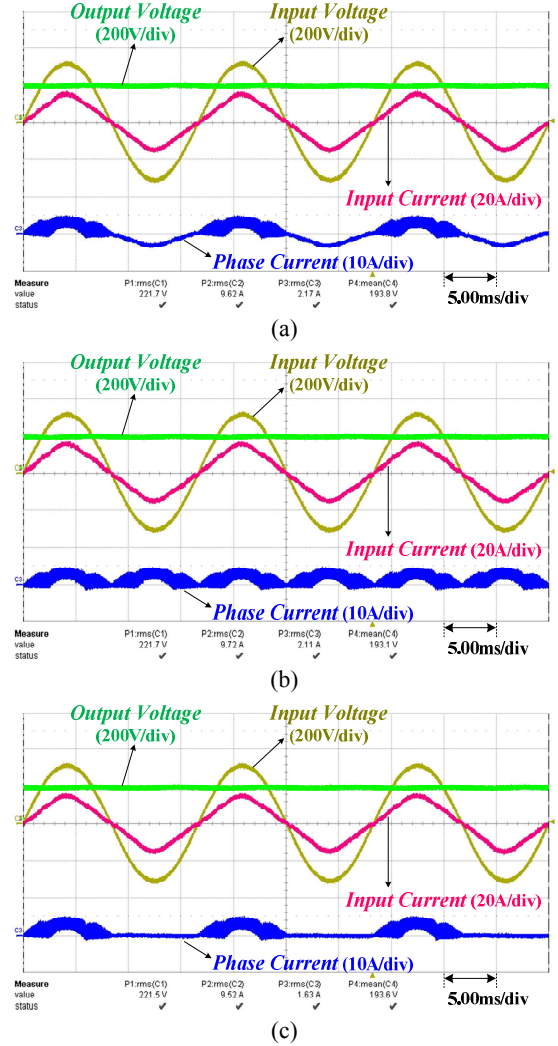 Output Voltage Input Voltage
(200V/div) (200V/div)
Input Current (20A/div)
C3
Phase Current (10A/div)
Measure P1:rms(C1) P2:rms(C2) P3:rms(C3) P4:mean(C4)
value 221.7 V 9.62 A 2.17 A 193.8 V
status ✔ ✔ ✔ ✔
5.00ms/div
(a)
Output Voltage Input Voltage
(200V/div) (200V/div)
Input Current (20A/div)
C3
Phase Current (10A/div)
Measure P1:rms(C1) P2:rms(C2) P3:rms(C3) P4:mean(C4)
value 221.7 V 9.72 A 2.11 A 193.1 V
status ✔ ✔ ✔ ✔
5.00ms/div
(b)
Output Voltage Input Voltage
(200V/div) (200V/div)
Input Current (20A/div)
C3
Phase Current (10A/div)
Measure P1:rms(C1) P2:rms(C2) P3:rms(C3) P4:mean(C4)
value 221.5 V 9.52 A 1.63 A 193.6 V
status ✔ ✔ ✔ ✔
5.00ms/div
(c)